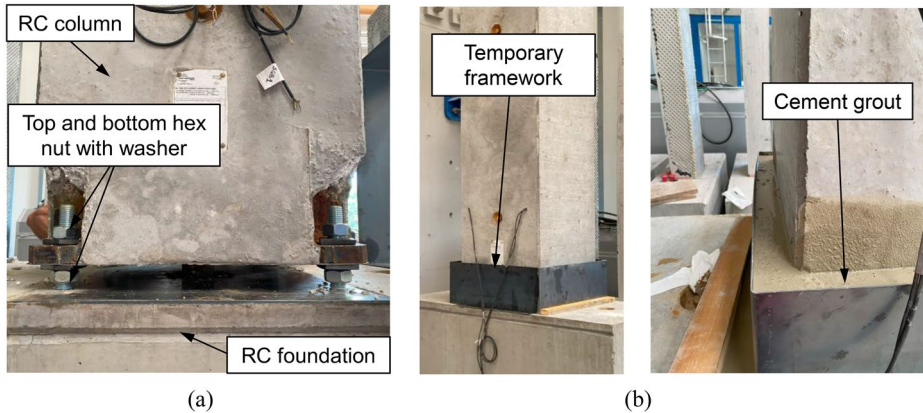 RC column
Top and bottom hex
nut with washer
RC foundation
Temporary
framework
Cement grout
(a)
(b)